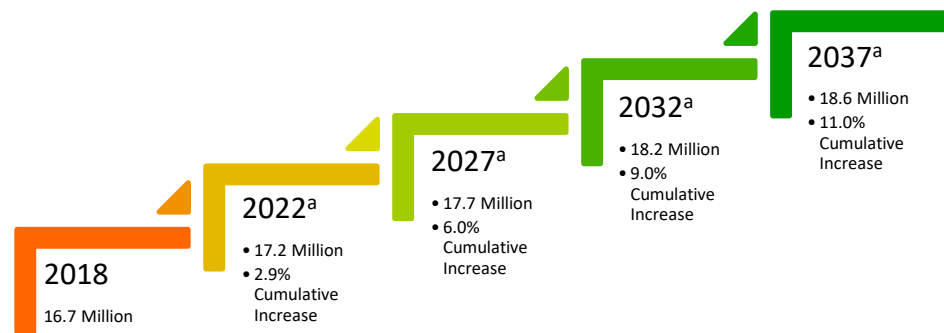 2018
16.7 Million
2022ᵃ
• 17.2 Million
• 2.9%
Cumulative
Increase
2027ᵃ
• 17.7 Million
• 6.0%
Cumulative
Increase
2032ᵃ
• 18.2 Million
• 9.0%
Cumulative
Increase
2037ᵃ
• 18.6 Million
• 11.0%
Cumulative
Increase